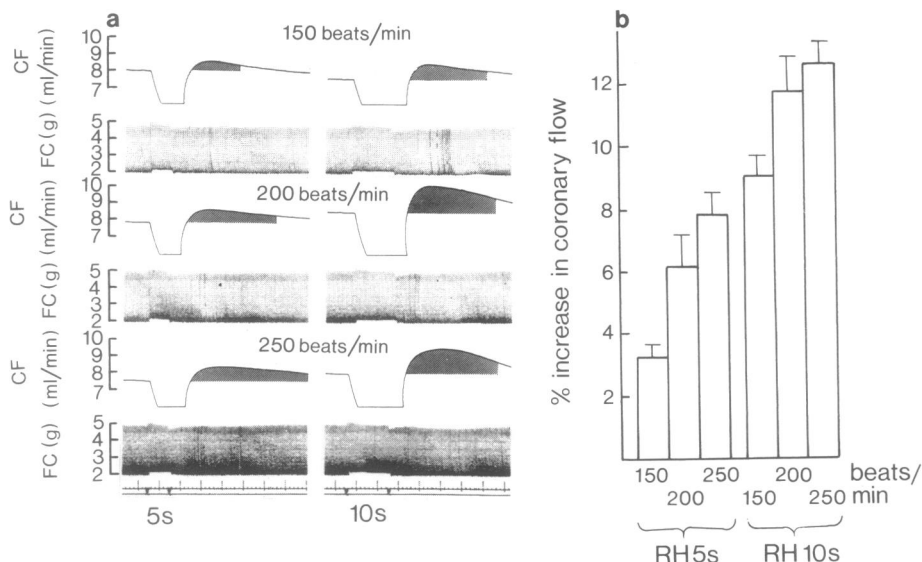 a
150 beats/min
CF
(ml/min)
10
9
8
7
FC (g)
5
4
3
2
200 beats/min
CF
(ml/min)
10
9
8
7
FC (g)
5
4
3
2
250 beats/min
CF
(ml/min)
10
9
8
7
FC (g)
5
4
3
2
5s
10s
b
% increase in coronary flow
12
10
8
6
4
2
150 250 200 beats/
200 150 250 min
RH 5s RH 10s